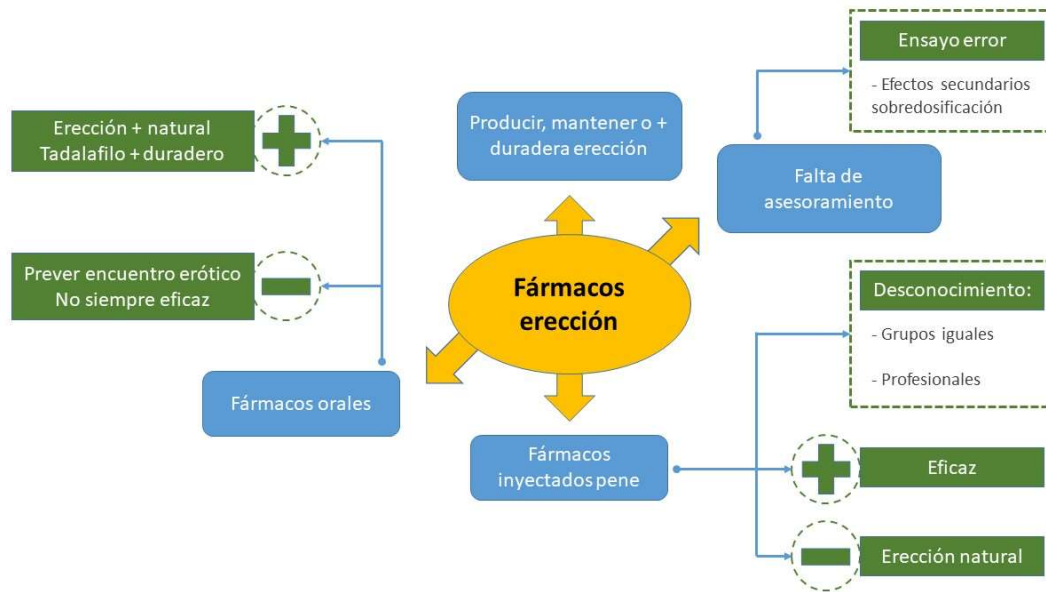 Ensayo error
- Efectos secundarios
sobredosificación
Erección + natural
Tadalafilo + duradero
Producir, mantener o +
duradera erección
Falta de
asesoramiento
Prever encuentro erótico
No siempre eficaz
Fármacos
erección
Desconocimiento:
- Grupos iguales
- Profesionales
Fármacos orales
Fármacos
inyectados pene
Eficaz
Erección natural